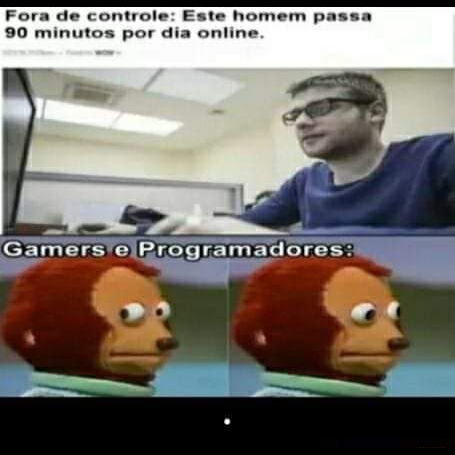 Fora de controle: Este homem passa
90 minutos por dia online.
Gamers e Programadores: